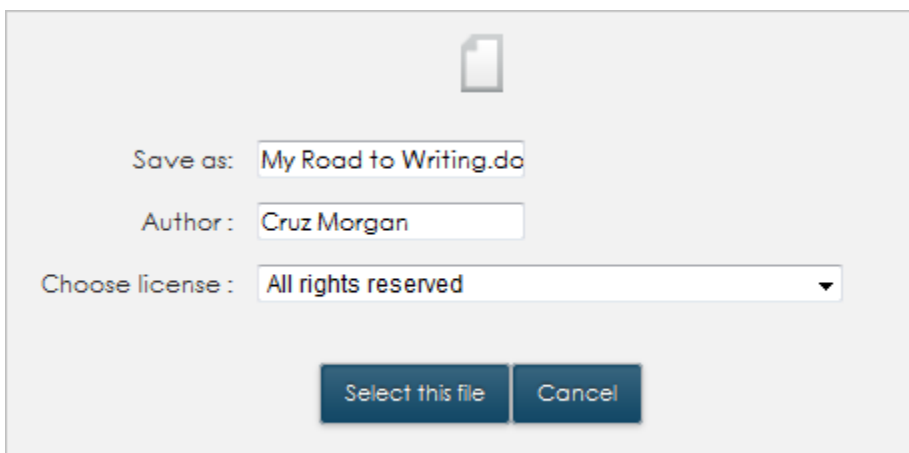 Save as: My Road to Writing.do
Author : Cruz Morgan
Choose license : All rights reserved
Select this file Cancel